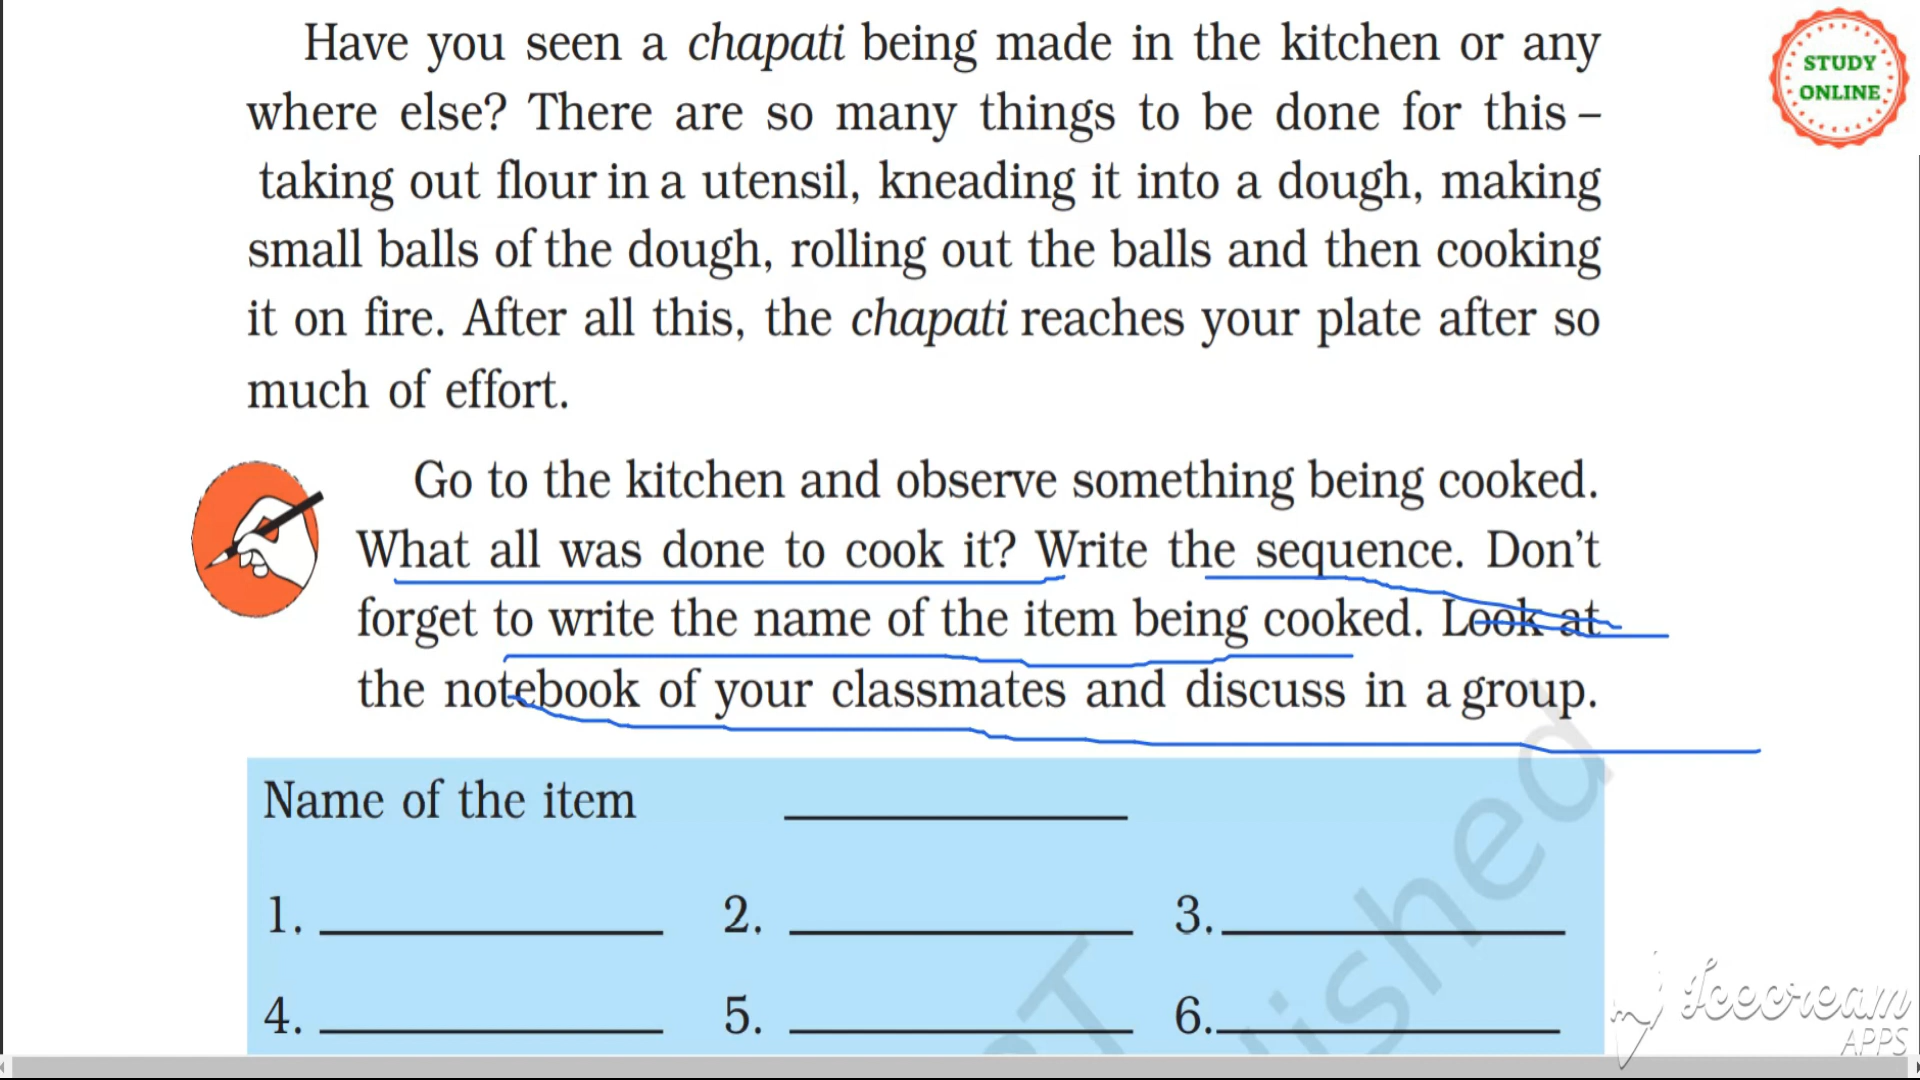 Have you seen a chapati being made in the kitchen or any
where else? There are so many things to be done for this –
taking out flour in a utensil, kneading it into a dough, making
small balls of the dough, rolling out the balls and then cooking
it on fire. After all this, the chapati reaches your plate after so
much of effort.
STUDY
ONLINE
Go to the kitchen and observe something being cooked.
What all was done to cook it? Write the sequence. Don't
forget to write the name of the item being cooked. Look at
the notebook of your classmates and discuss in a group.
Name of the item
1. 2. 3.
4. 5. 6.
Icecream
APPS